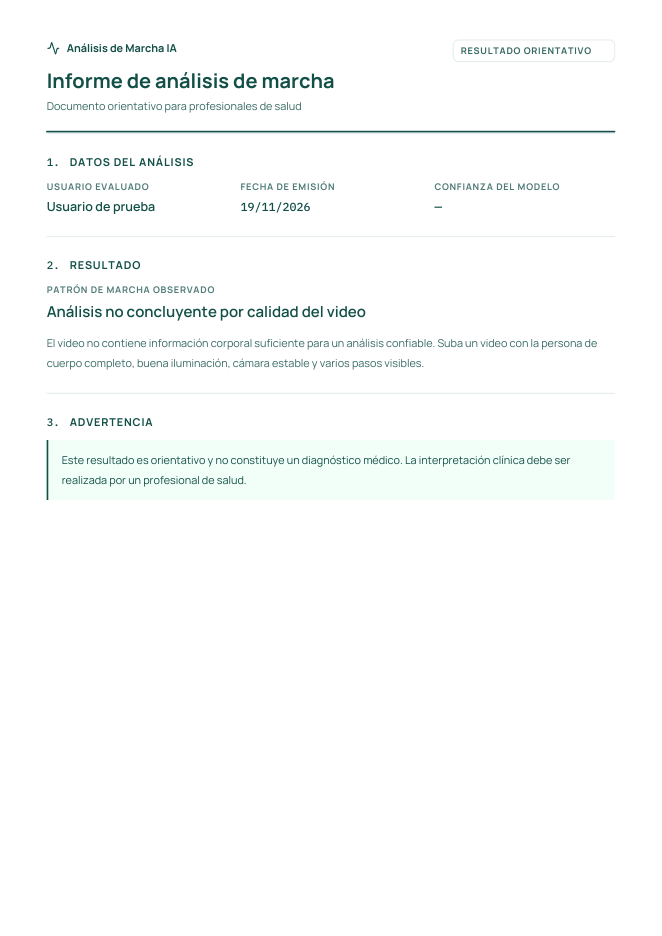 Análisis de Marcha IA
RESULTADO ORIENTATIVO
Informe de análisis de marcha
Documento orientativo para profesionales de salud
1. DATOS DEL ANÁLISIS
USUARIO EVALUADO
FECHA DE EMISIÓN
CONFIANZA DEL MODELO
Usuario de prueba
19/11/2026
—
2. RESULTADO
PATRÓN DE MARCHA OBSERVADO
Análisis no concluyente por calidad del video
El video no contiene información corporal suficiente para un análisis confiable. Suba un video con la persona de
cuerpo completo, buena iluminación, cámara estable y varios pasos visibles.
3. ADVERTENCIA
Este resultado es orientativo y no constituye un diagnóstico médico. La interpretación clínica debe ser
realizada por un profesional de salud.